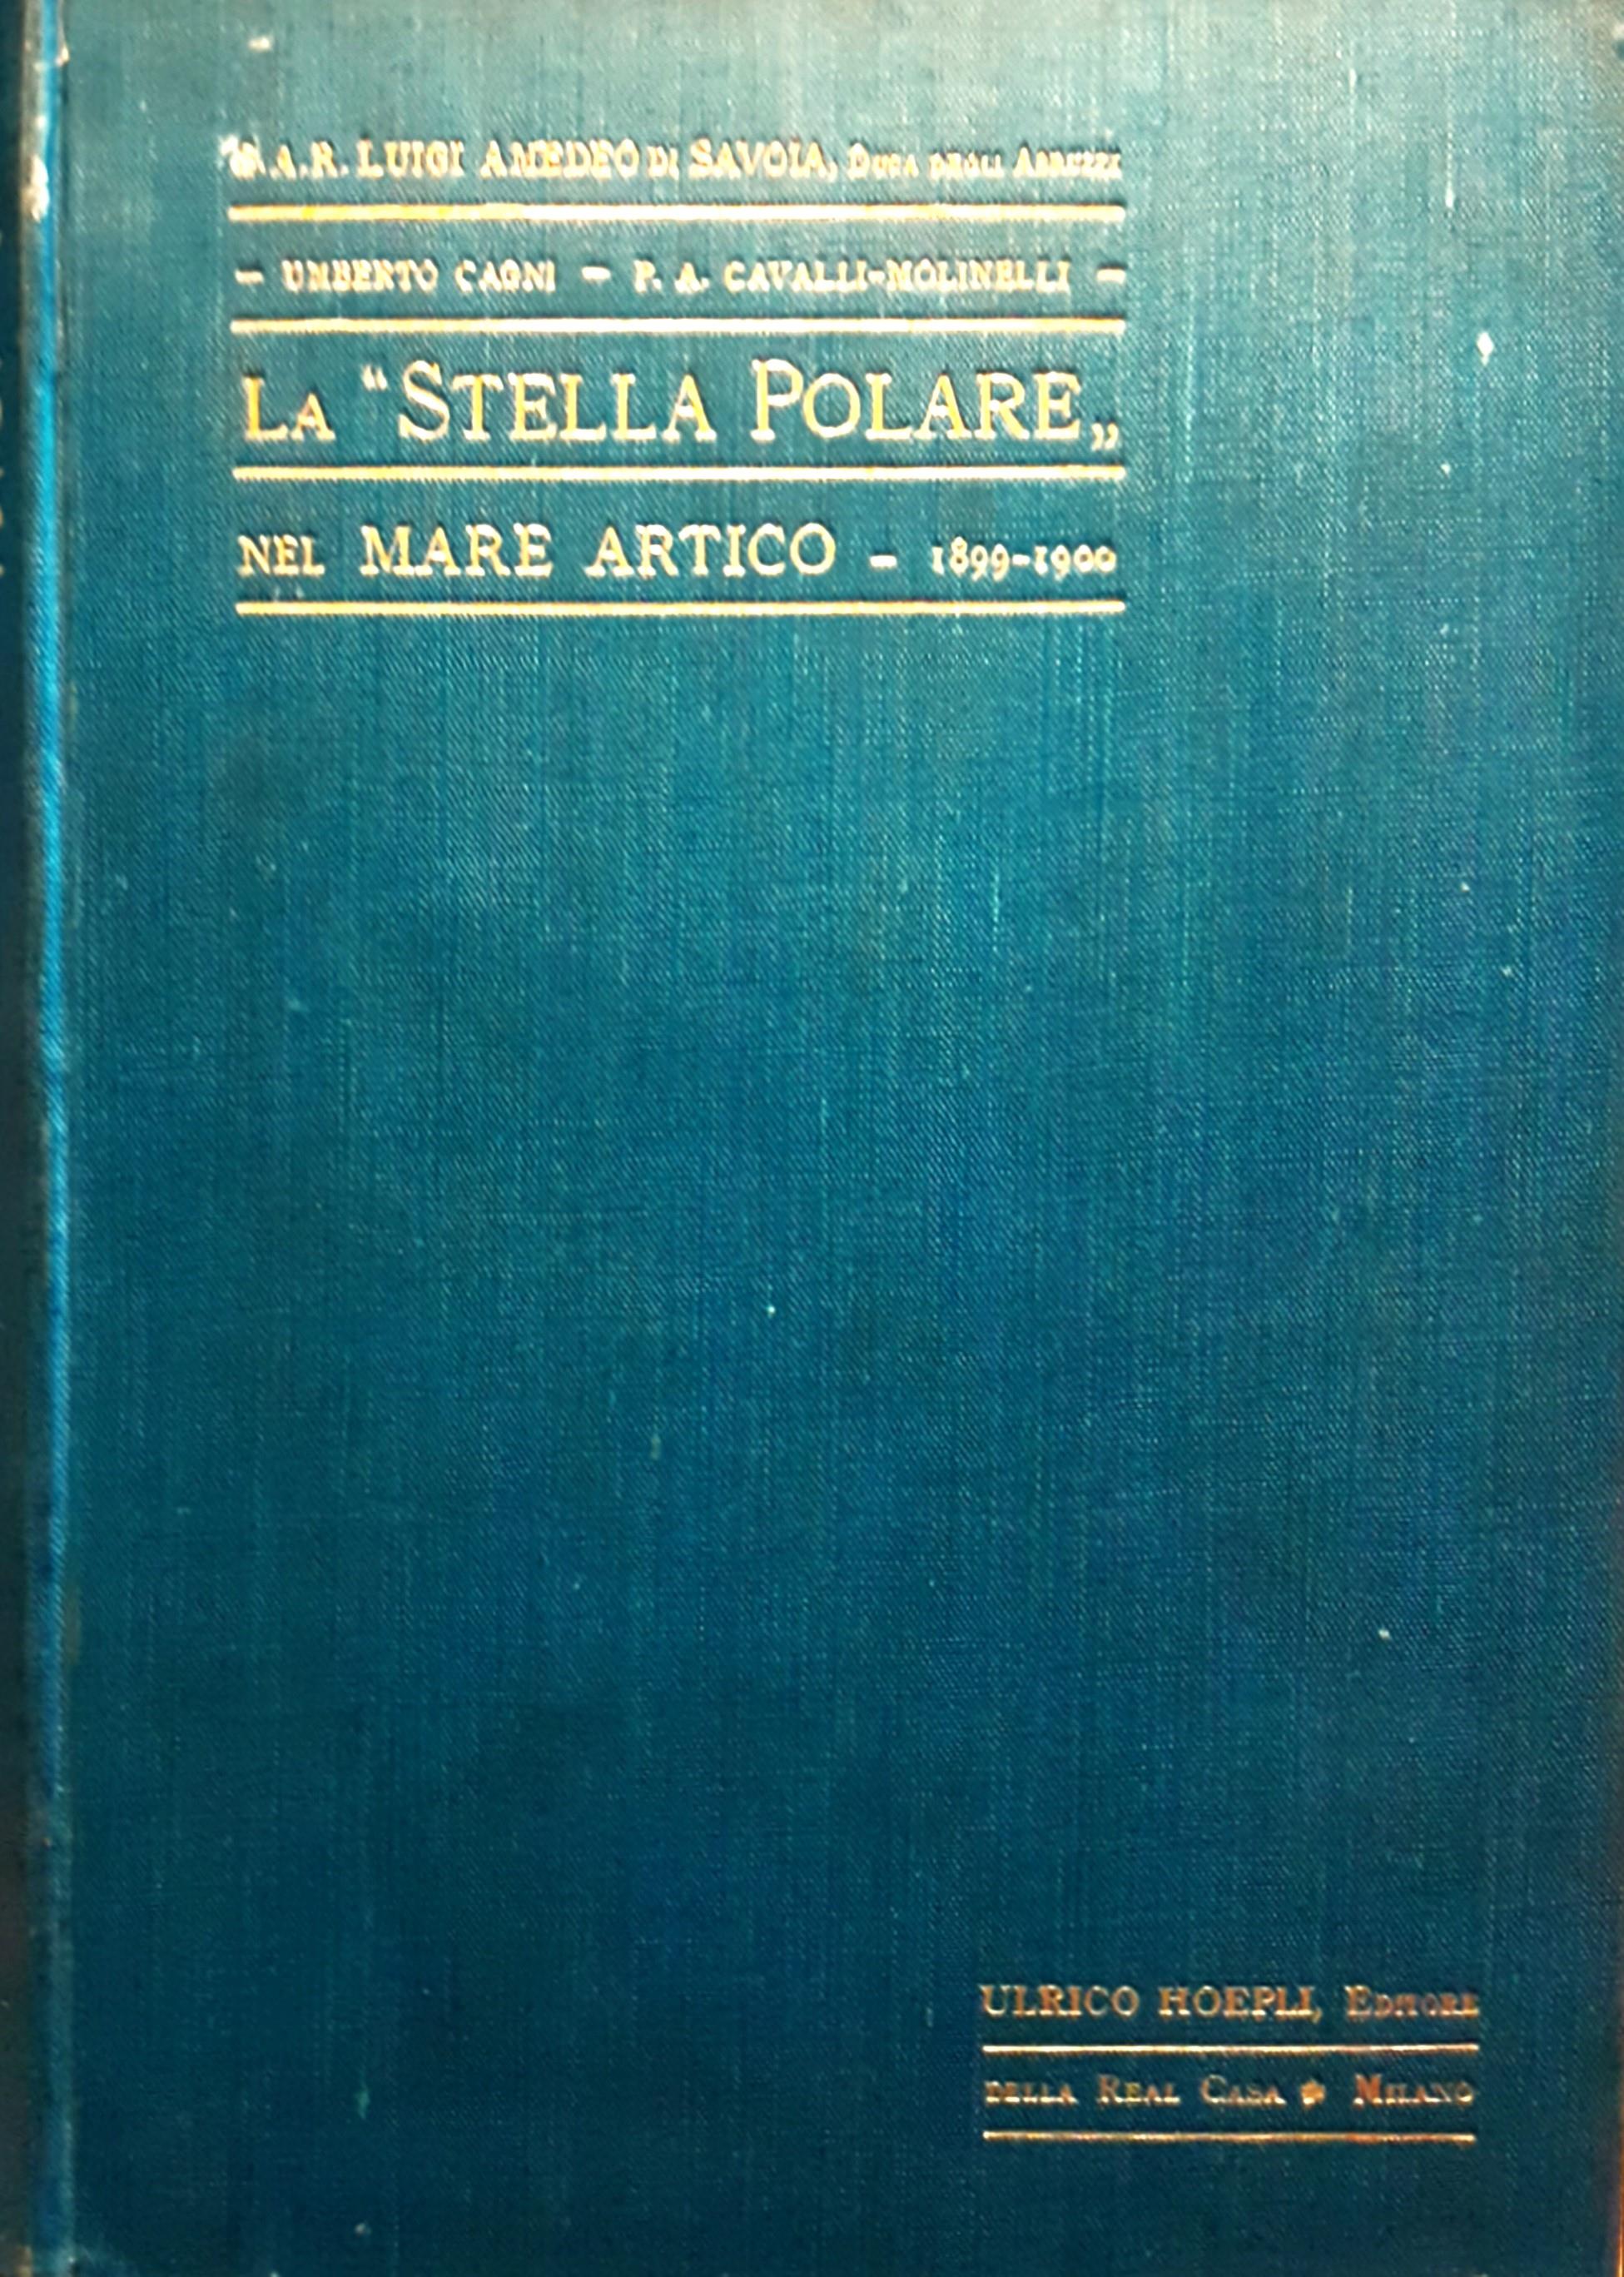 S.A.R. LUIGI AMEDEO DI SAVOIA, DUCA DEGLI ABRUZZI
– UMBERTO CAGNI – P. A. CAVALLI-MOLINELLI –
LA “STELLA POLARE„
NEL MARE ARTICO – 1899-1900
ULRICO HOEPLI, EDITORE
DELLA REAL CASA ❧ MILANO